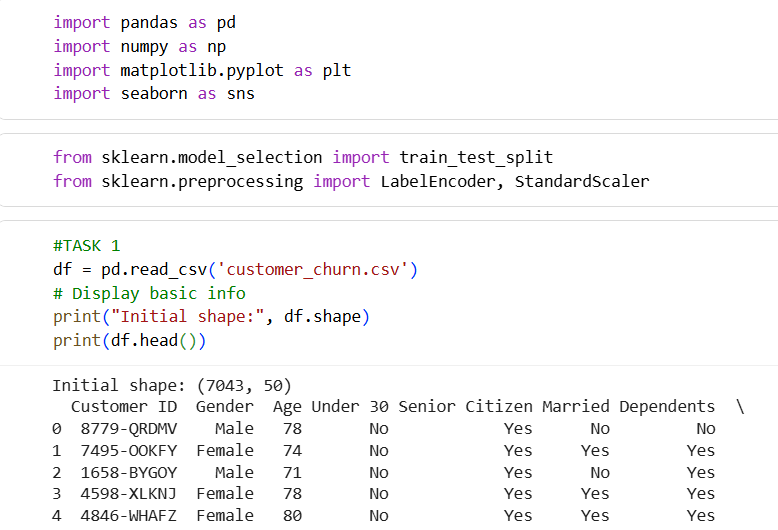 import pandas as pd
import numpy as np
import matplotlib.pyplot as plt
import seaborn as sns
from sklearn.model_selection import train_test_split
from sklearn.preprocessing import LabelEncoder, StandardScaler
#TASK 1
df = pd.read_csv('customer_churn.csv')
# Display basic info
print("Initial shape:", df.shape)
print(df.head())
Initial shape: (7043, 50)
Customer ID Gender Age Under 30 Senior Citizen Married Dependents \
0 8779-QRDMV Male 78 No Yes No No
1 7495-OOKFY Female 74 No Yes Yes Yes
2 1658-BYGOY Male 71 No Yes No Yes
3 4598-XLKNJ Female 78 No Yes Yes Yes
4 4846-WHAFZ Female 80 No Yes Yes Yes